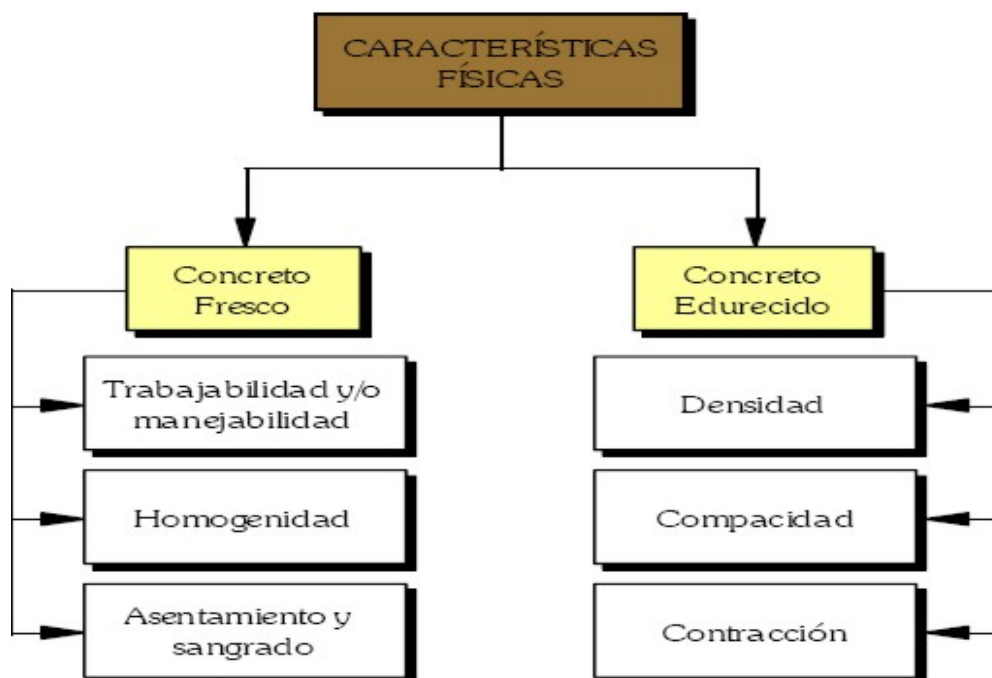 CARACTERÍSTICAS
FÍSICAS
Concreto
Fresco
Trabajabilidad y/o
manejabilidad
Homogenidad
Asentamiento y
sangrado
Concreto
Edurecido
Densidad
Compacidad
Contracción